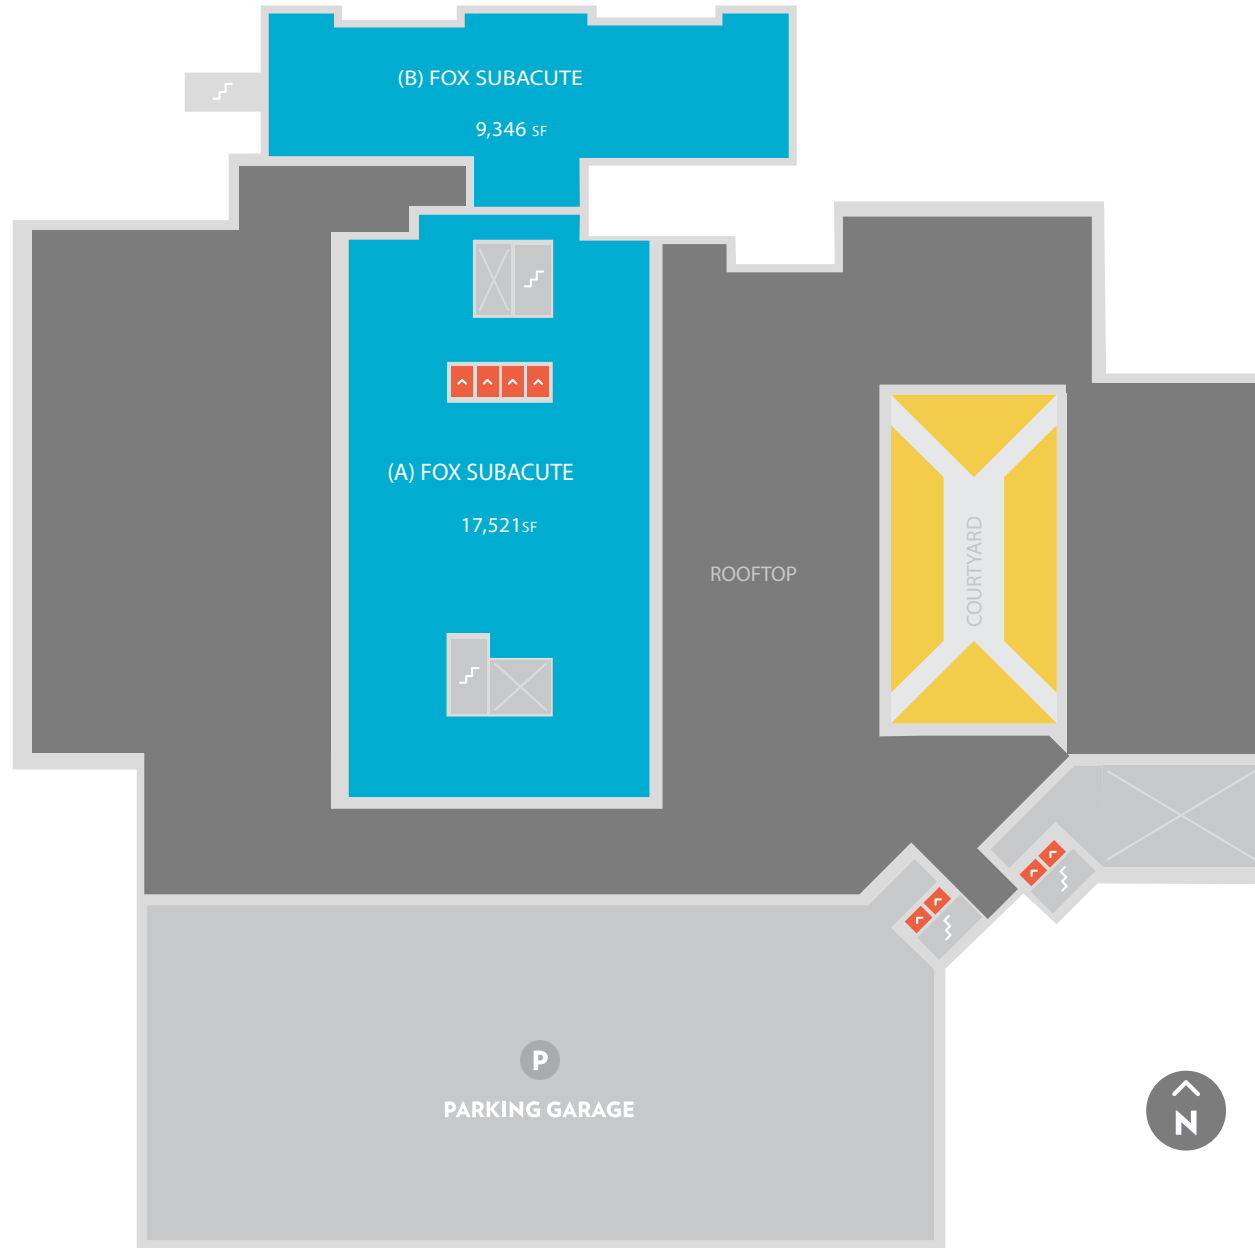 (B) FOX SUBACUTE
9,346 SF
(A) FOX SUBACUTE
17,521SF
ROOFTOP
COURTYARD
P
PARKING GARAGE
N